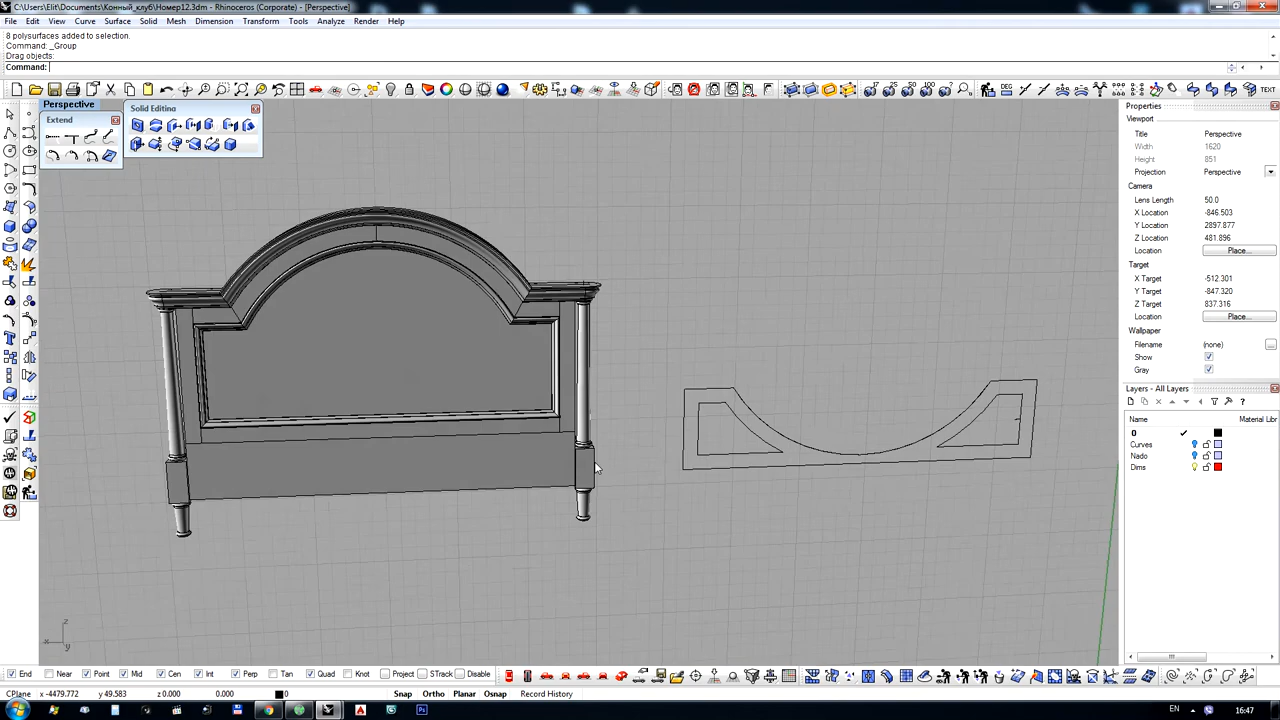 C:\Users\Elit\Documents\Конный_клуб\Номер12.3dm - Rhinoceros (Corporate) - [Perspective]
File Edit View Curve Surface Solid Mesh Dimension Transform Tools Analyze Render Help
8 polysurfaces added to selection.
Command: _Group
Drag objects:
Command:
TEXT
Perspective
Extend
Solid Editing
Properties
Viewport
Title Perspective
Width 1620
Height 851
Projection Perspective
Camera
Lens Length 50.0
X Location -846.503
Y Location 2897.877
Z Location 481.896
Location Place...
Target
X Target -512.301
Y Target -847.320
Z Target 837.316
Location Place...
Wallpaper
Filename (none)
Show
Gray
Layers - All Layers
Name Material Libr
0
Curves
Nado
Dims
z
x
y
End Near Point Mid Cen Int Perp Tan Quad Knot Project STrack Disable
CPlane x -4479.772 y 49.583 z 0.000 0.000 0 Snap Ortho Planar Osnap Record History
EN 16:47